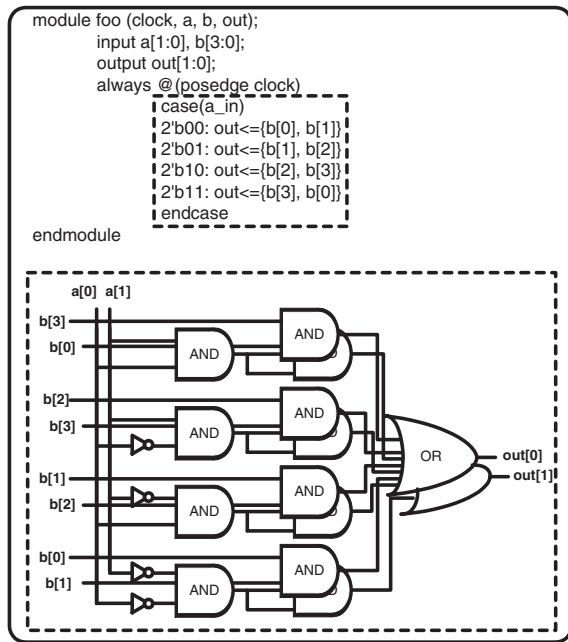 module foo (clock, a, b, out);
input a[1:0], b[3:0];
output out[1:0];
always @(posedge clock)
case(a_in)
2'b00: out<={b[0], b[1]}
2'b01: out<={b[1], b[2]}
2'b10: out<={b[2], b[3]}
2'b11: out<={b[3], b[0]}
endcase
endmodule
a[0] a[1]
b[3]
AND
b[0]
AND
D
b[2]
AND
b[3]
AND
OR
out[0]
out[1]
b[1]
AND
b[2]
AND
b[0]
AND
b[1]
AND